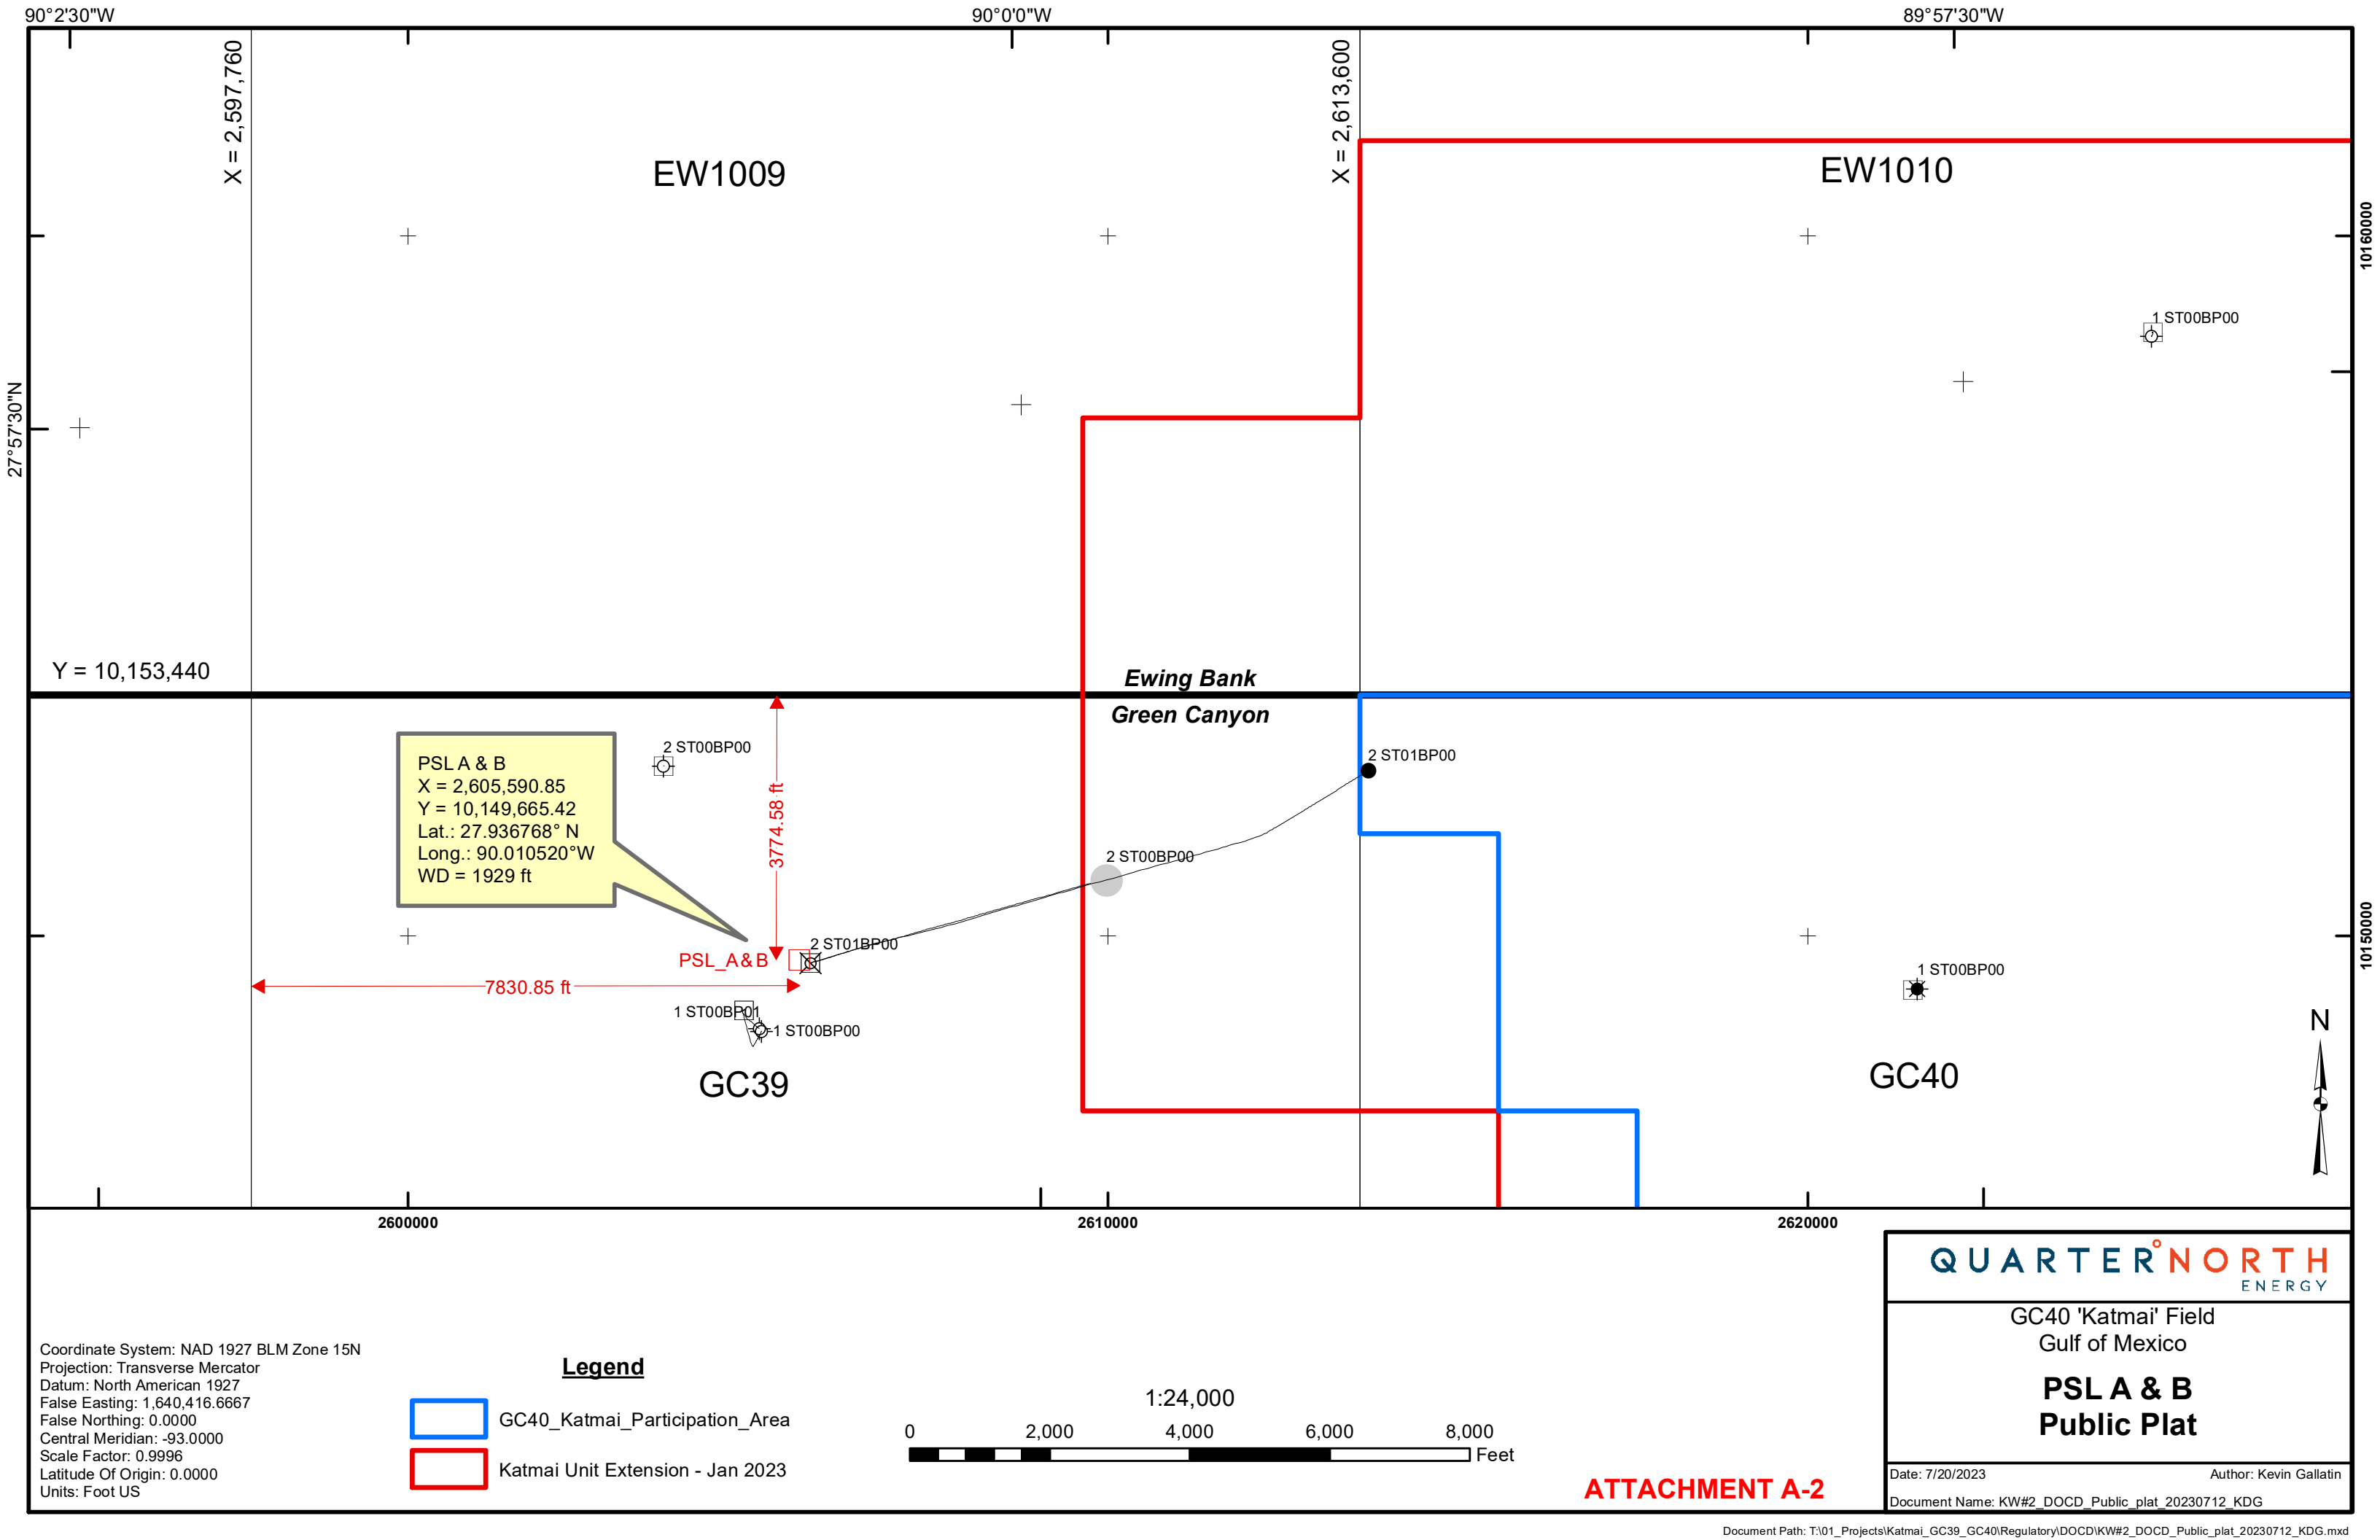 90°2'30"W
90°0'0"W
89°57'30"W
X = 2,597,760
X = 2,613,600
EW1009
EW1010
10160000
1 ST00BP00
27°57'30"N
Y = 10,153,440
Ewing Bank
Green Canyon
2 ST00BP00
2 ST01BP00
PSL A & B
X = 2,605,590.85
Y = 10,149,665.42
Lat.: 27.936768° N
Long.: 90.010520°W
WD = 1929 ft
3774.58 ft
2 ST00BP00
10150000
2 ST01BP00
PSL_A&B
1 ST00BP00
7830.85 ft
1 ST00BP01
1 ST00BP00
N
GC39
GC40
2600000
2610000
2620000
QUARTER°NORTH
ENERGY
GC40 'Katmai' Field
Gulf of Mexico
PSL A & B
Public Plat
Date: 7/20/2023
Author: Kevin Gallatin
Document Name: KW#2_DOCD_Public_plat_20230712_KDG
Coordinate System: NAD 1927 BLM Zone 15N
Projection: Transverse Mercator
Datum: North American 1927
False Easting: 1,640,416.6667
False Northing: 0.0000
Central Meridian: -93.0000
Scale Factor: 0.9996
Latitude Of Origin: 0.0000
Units: Foot US
Legend
GC40_Katmai_Participation_Area
Katmai Unit Extension - Jan 2023
1:24,000
0 2,000 4,000 6,000 8,000
Feet
ATTACHMENT A-2
Document Path: T:\01_Projects\Katmai_GC39_GC40\Regulatory\DOCD\KW#2_DOCD_Public_plat_20230712_KDG.mxd